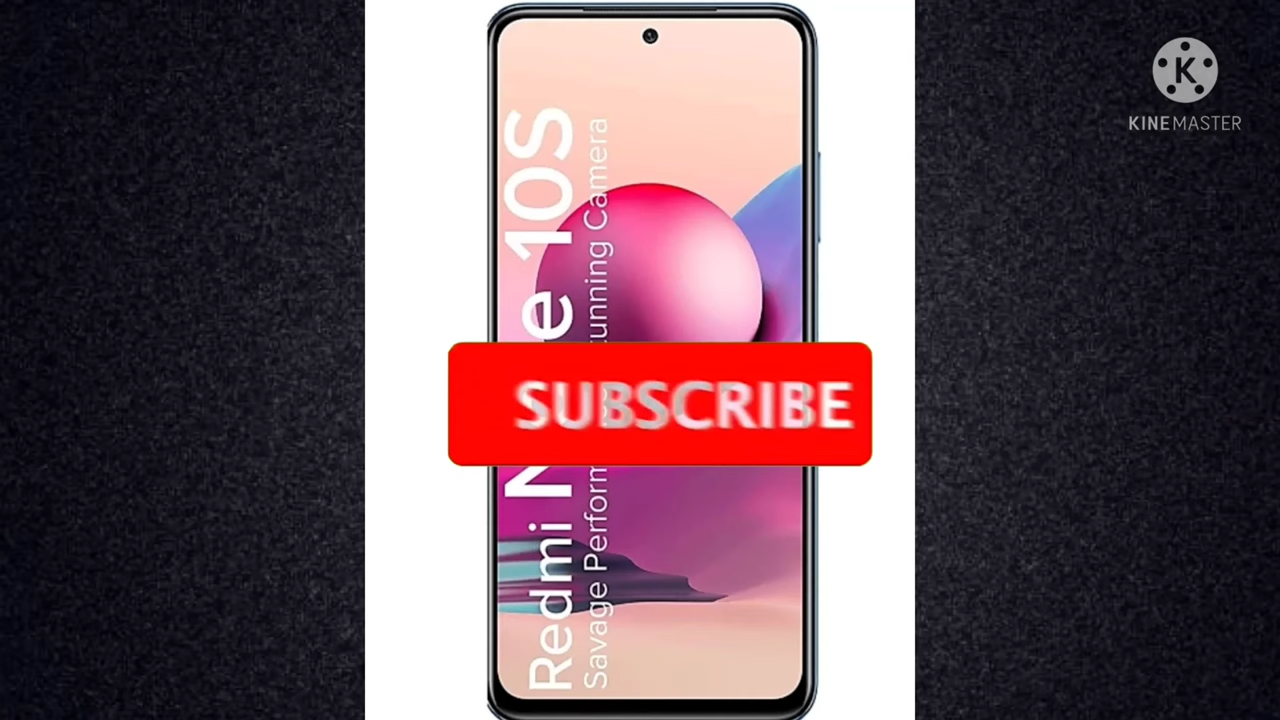 K
KINEMASTER
Redmi N e 10S
Savage Perform unning Camera
SUBSCRIBE